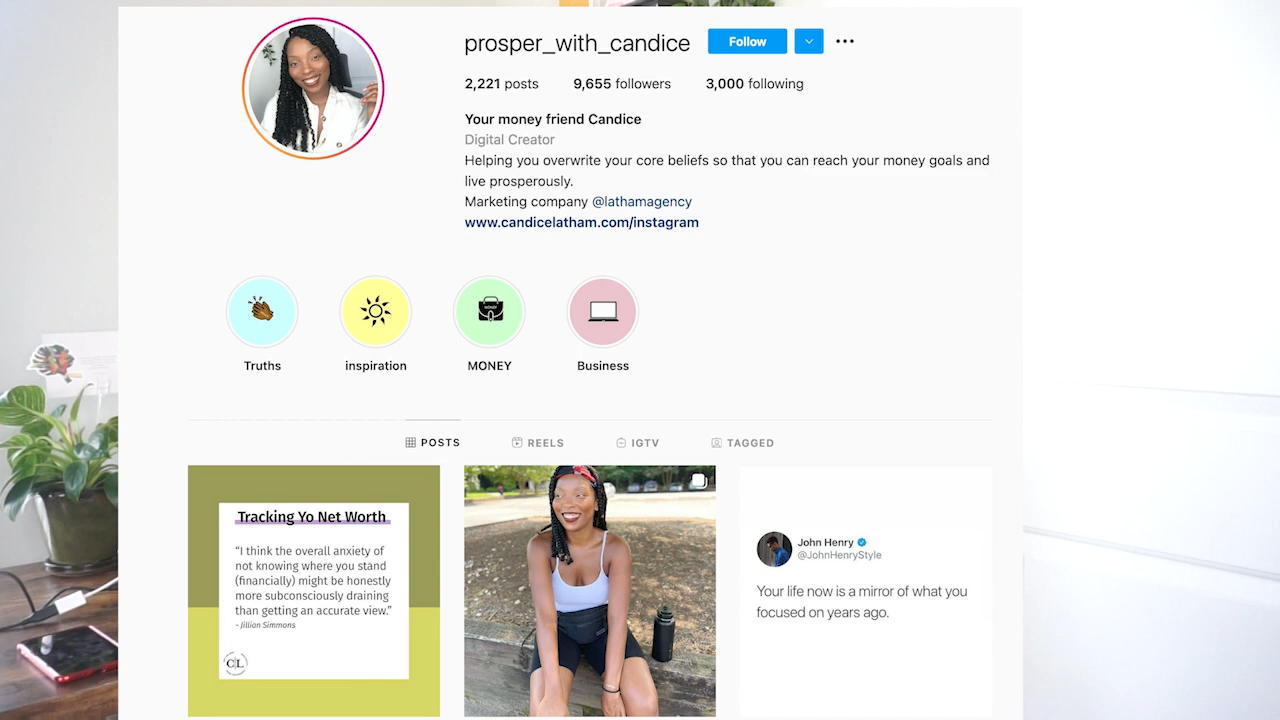 prosper_with_candice
Follow
2,221 posts
9,655 followers
3,000 following
Your money friend Candice
Digital Creator
Helping you overwrite your core beliefs so that you can reach your money goals and
live prosperously.
Marketing company @lathamagency
www.candicelatham.com/instagram
MONEY
Truths
inspiration
MONEY
Business
POSTS
REELS
IGTV
TAGGED
Tracking Yo Net Worth
“I think the overall anxiety of
not knowing where you stand
(financially) might be honestly
more subconsciously draining
than getting an accurate view.”
- Jillian Simmons
CL
John Henry
@JohnHenryStyle
Your life now is a mirror of what you
focused on years ago.